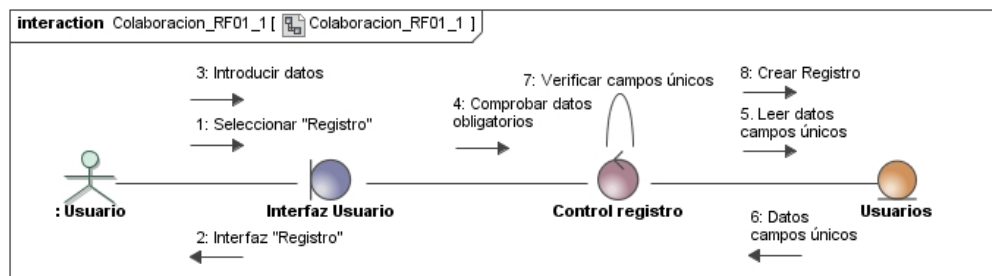 interaction Colaboracion_RF01_1 [ Colaboracion_RF01_1 ]
3: Introducir datos
1: Seleccionar "Registro"
4: Comprobar datos
obligatorios
7: Verificar campos únicos
8: Crear Registro
5. Leer datos
campos únicos
: Usuario
Interfaz Usuario
Control registro
Usuarios
2: Interfaz "Registro"
6: Datos
campos únicos